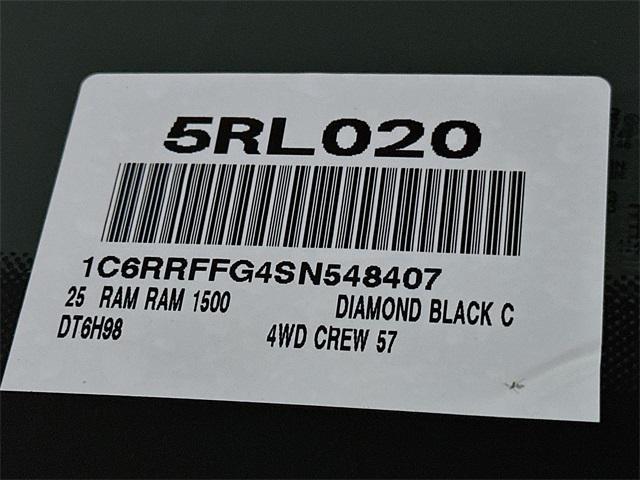 5RL020
1C6RRFFG4SN548407
25 RAM RAM 1500 DIAMOND BLACK C
DT6H98 4WD CREW 57